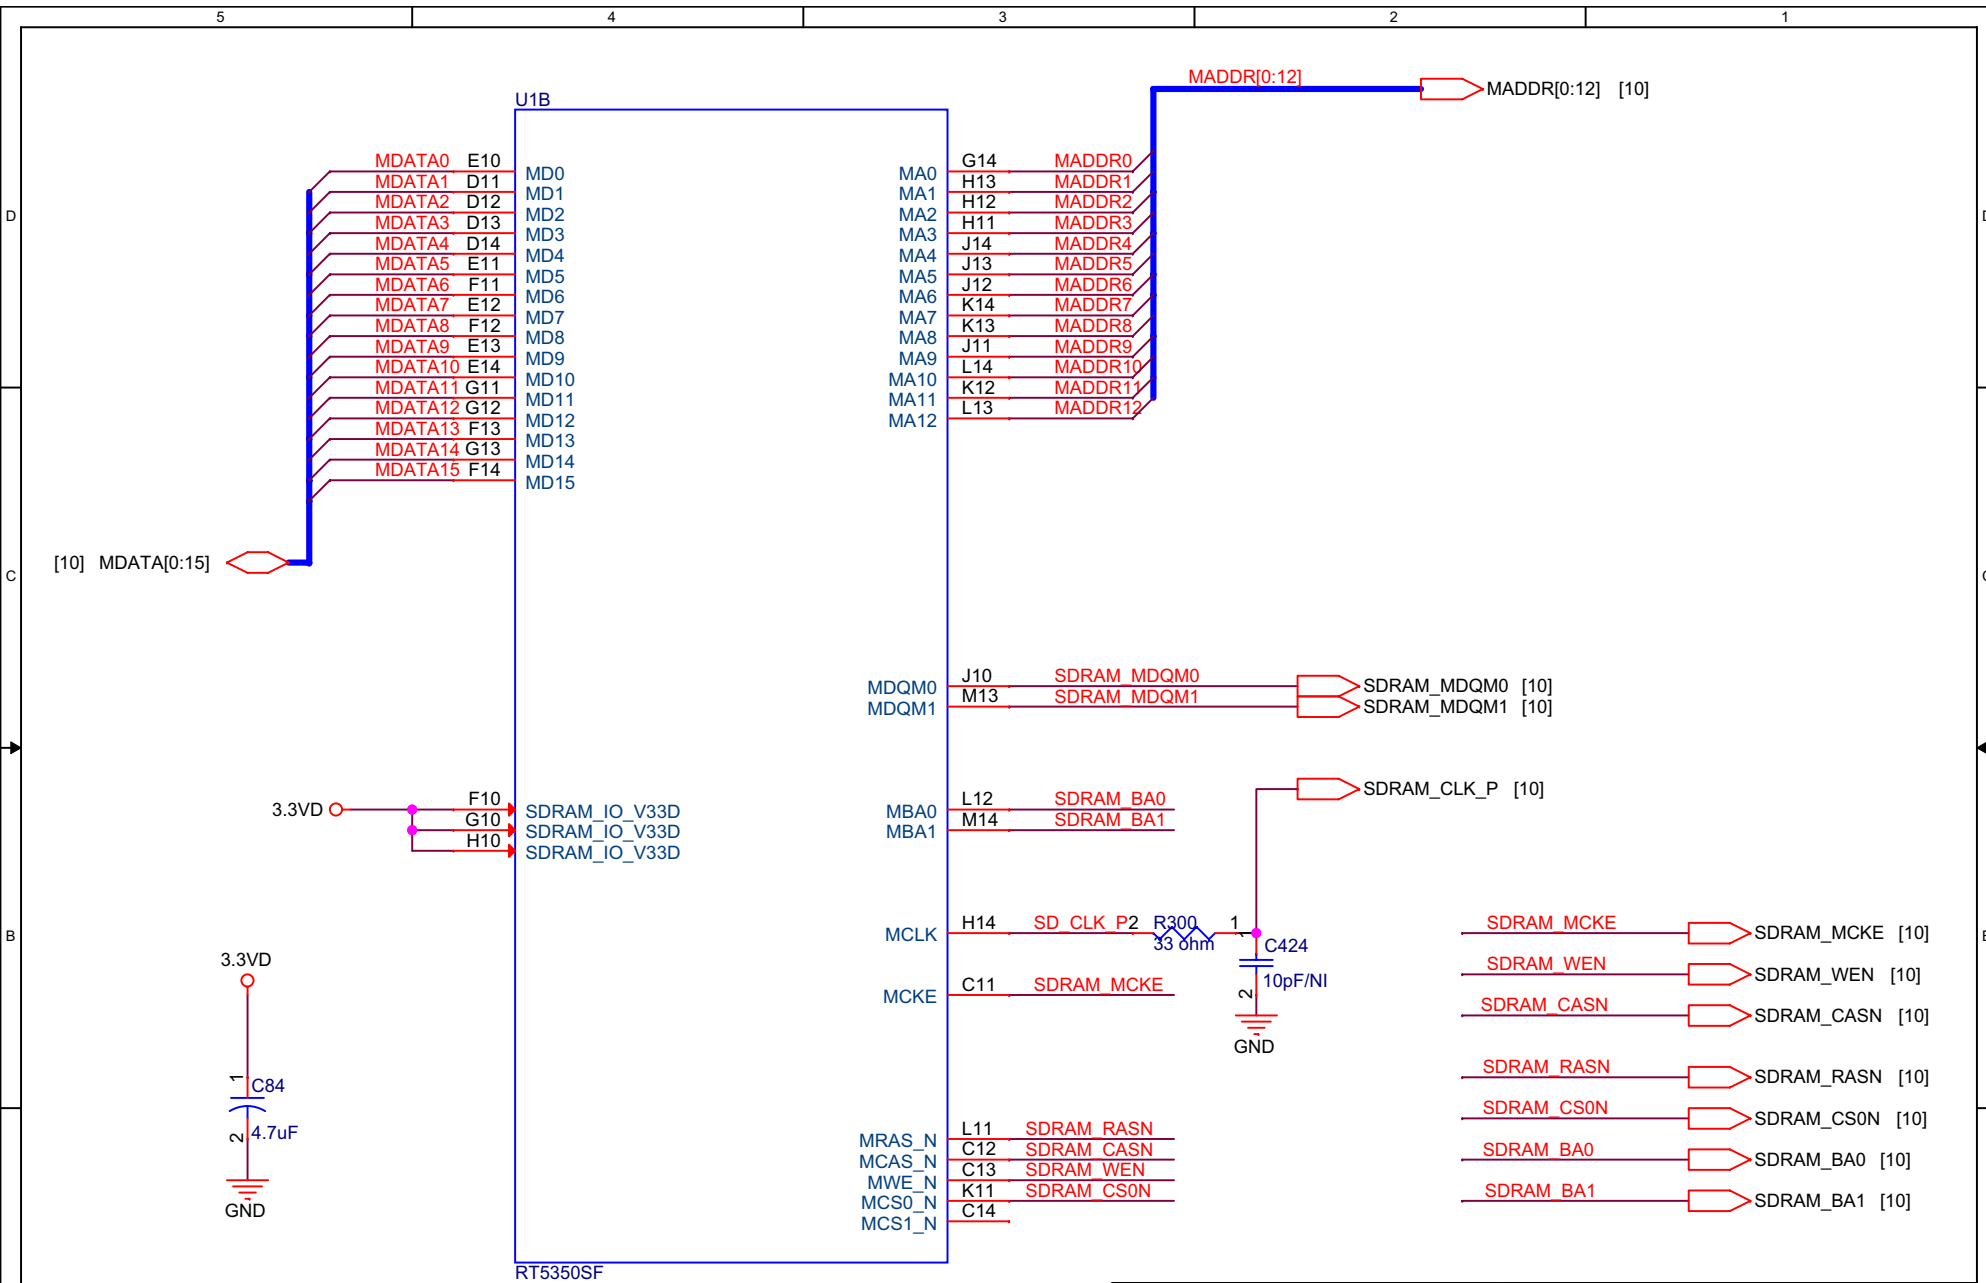 5 4 3 2 1
MADDR[0:12] MADDR[0:12] [10]
U1B
MDATA0 E10 MD0 MA0 G14 MADDR0
MDATA1 D11 MD1 MA1 H13 MADDR1
MDATA2 D12 MD2 MA2 H12 MADDR2
D MDATA3 D13 MD3 MA3 H11 MADDR3 D
MDATA4 D14 MD4 MA4 J14 MADDR4
MDATA5 E11 MD5 MA5 J13 MADDR5
MDATA6 F11 MD6 MA6 J12 MADDR6
MDATA7 E12 MD7 MA7 K14 MADDR7
MDATA8 F12 MD8 MA8 K13 MADDR8
MDATA9 E13 MD9 MA9 J11 MADDR9
MDATA10 E14 MD10 MA10 L14 MADDR10
MDATA11 G11 MD11 MA11 K12 MADDR11
MDATA12 G12 MD12 MA12 L13 MADDR12
MDATA13 F13 MD13
MDATA14 G13 MD14
MDATA15 F14 MD15
[10] MDATA[0:15]
C
MDQM0 J10 SDRAM_MDQM0 SDRAM_MDQM0 [10]
MDQM1 M13 SDRAM_MDQM1 SDRAM_MDQM1 [10]
SDRAM_CLK_P [10]
3.3VD F10 SDRAM_IO_V33D MBA0 L12 SDRAM_BA0
G10 SDRAM_IO_V33D MBA1 M14 SDRAM_BA1
H10 SDRAM_IO_V33D
B MCLK H14 SD_CLK_P 2 R300 1 1 SDRAM_MCKE SDRAM_MCKE [10]
33 ohm C424
3.3VD SDRAM_WEN SDRAM_WEN [10]
10pF/NI
MCKE C11 SDRAM_MCKE 2 SDRAM_CASN SDRAM_CASN [10]
GND
1 C84 SDRAM_RASN SDRAM_RASN [10]
2 4.7uF SDRAM_CS0N SDRAM_CS0N [10]
MRAS_N L11 SDRAM_RASN
MCAS_N C12 SDRAM_CASN SDRAM_BA0 SDRAM_BA0 [10]
MWE_N C13 SDRAM_WEN
MCS0_N K11 SDRAM_CS0N SDRAM_BA1 SDRAM_BA1 [10]
GND MCS1_N C14
RT5350SF